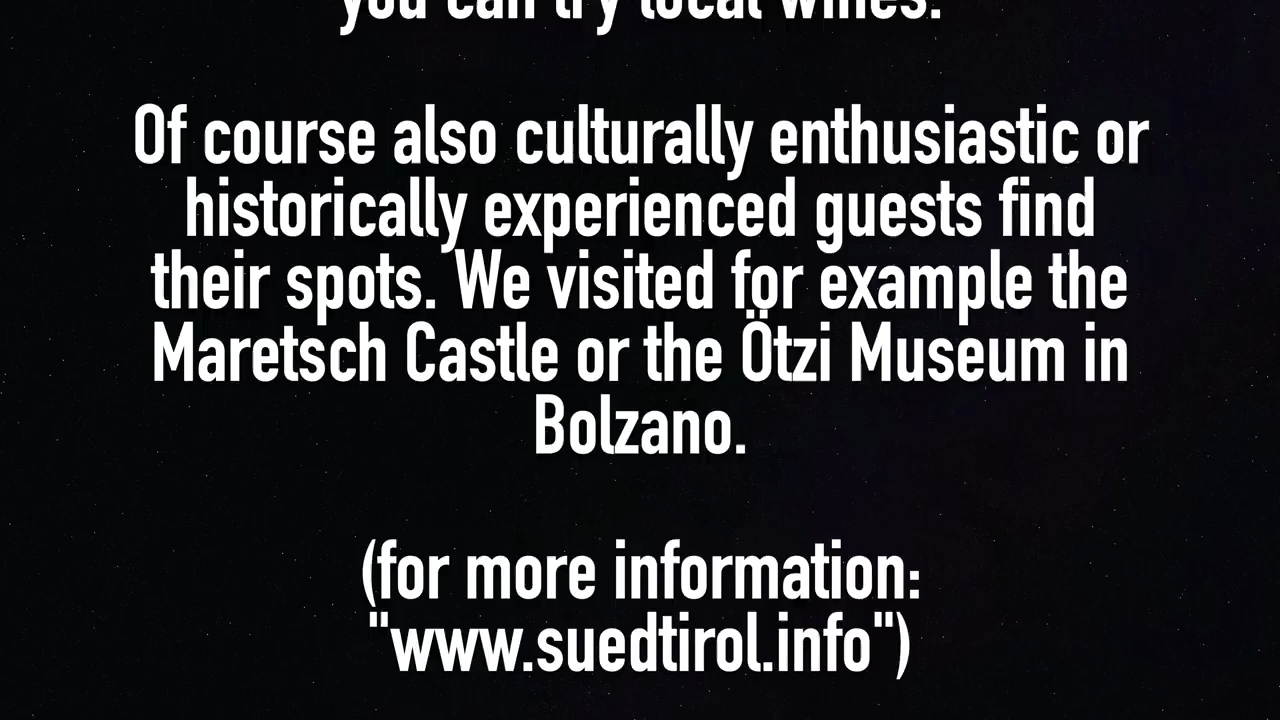 you can try local wines.
Of course also culturally enthusiastic or
historically experienced guests find
their spots. We visited for example the
Maretsch Castle or the Ötzi Museum in
Bolzano.
(for more information:
"www.suedtirol.info")